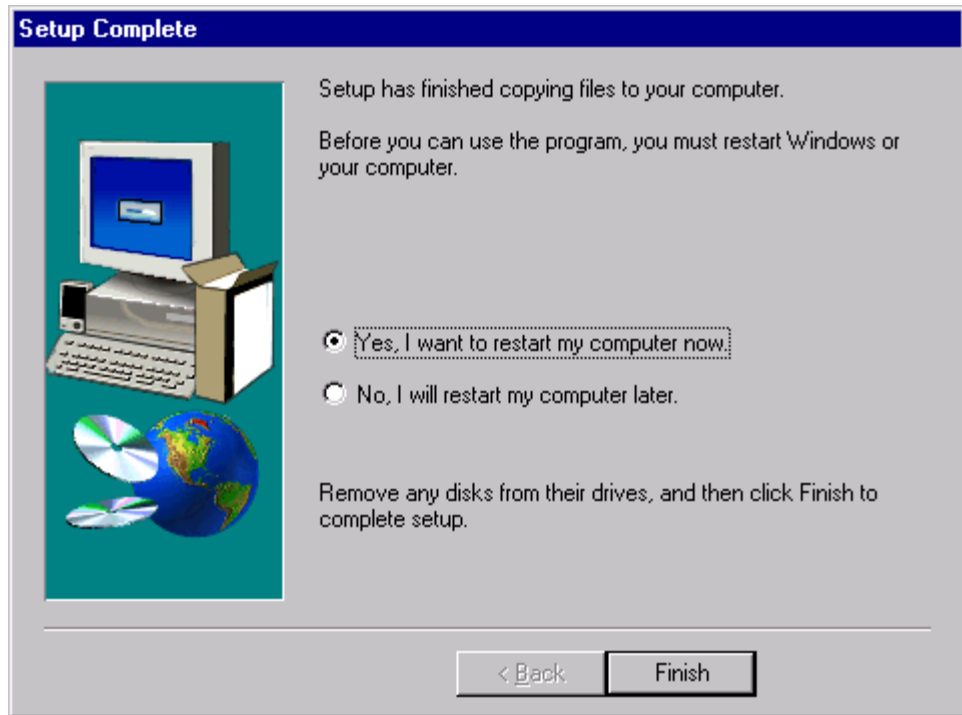 Setup Complete
Setup has finished copying files to your computer.
Before you can use the program, you must restart Windows or
your computer.
Yes, I want to restart my computer now.
No, I will restart my computer later.
Remove any disks from their drives, and then click Finish to
complete setup.
< Back
Finish